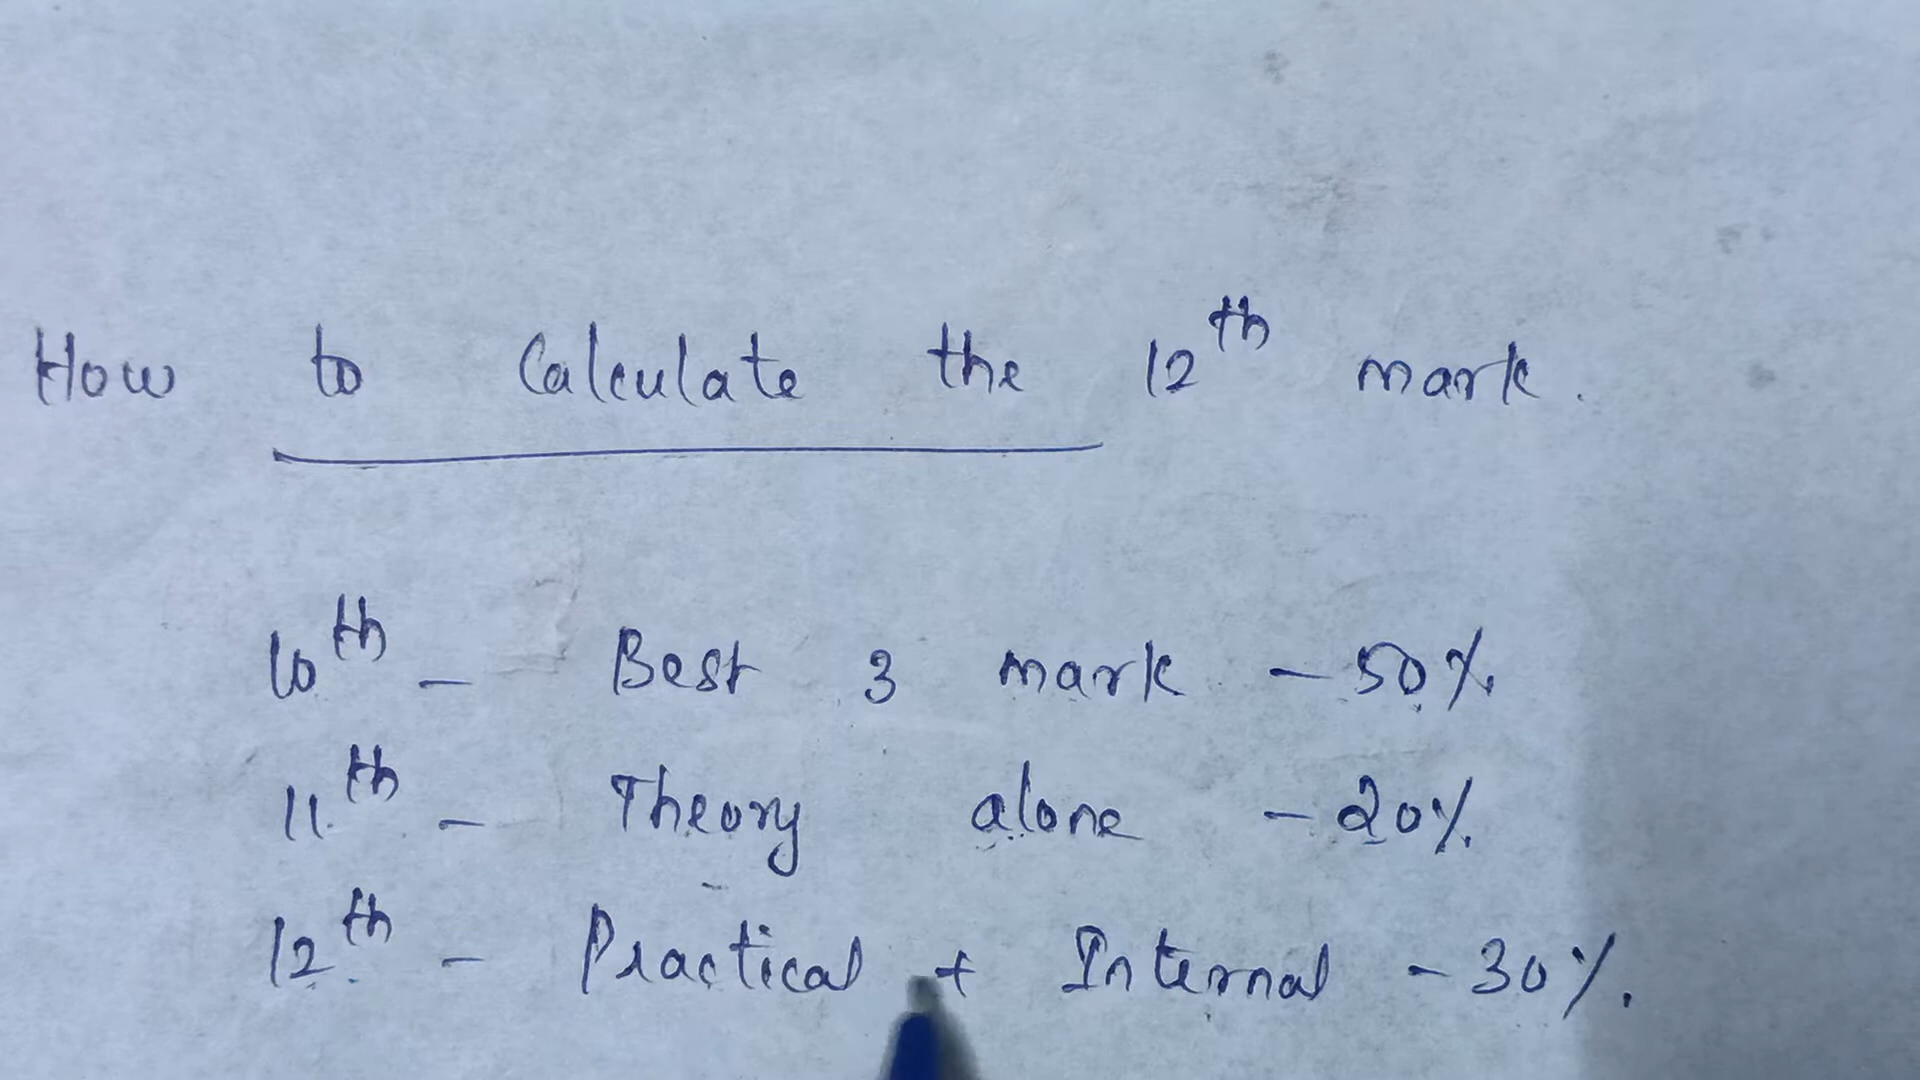 How to Calculate the 12th mark.
10th - Best 3 mark - 50%
11th - Theory alone - 20%
12th - Practical + Internal - 30%.